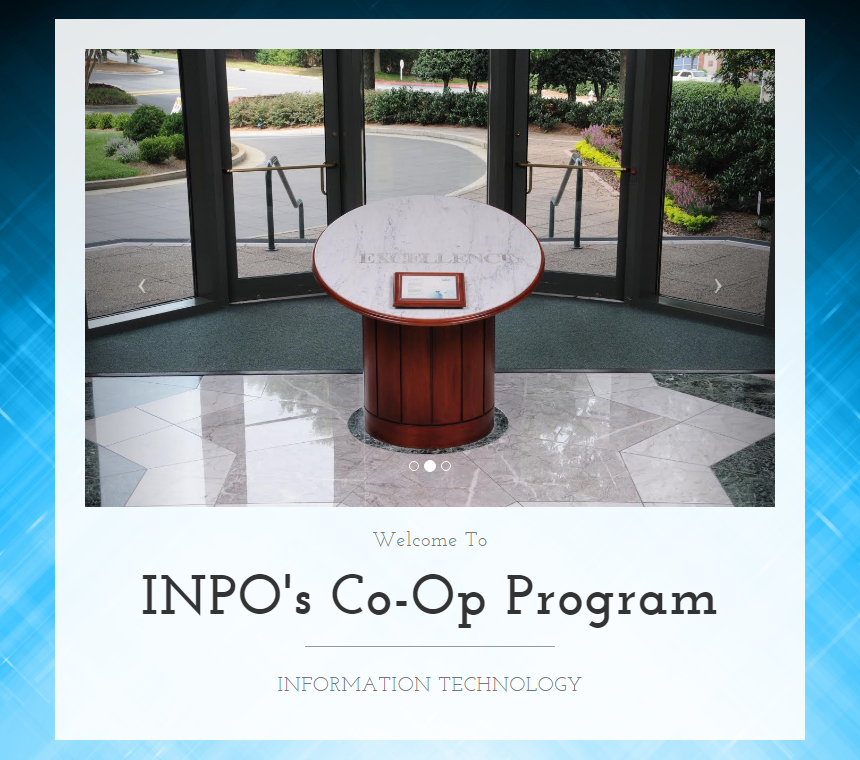 EXCELLENCE
Welcome To
INPO's Co-Op Program
INFORMATION TECHNOLOGY